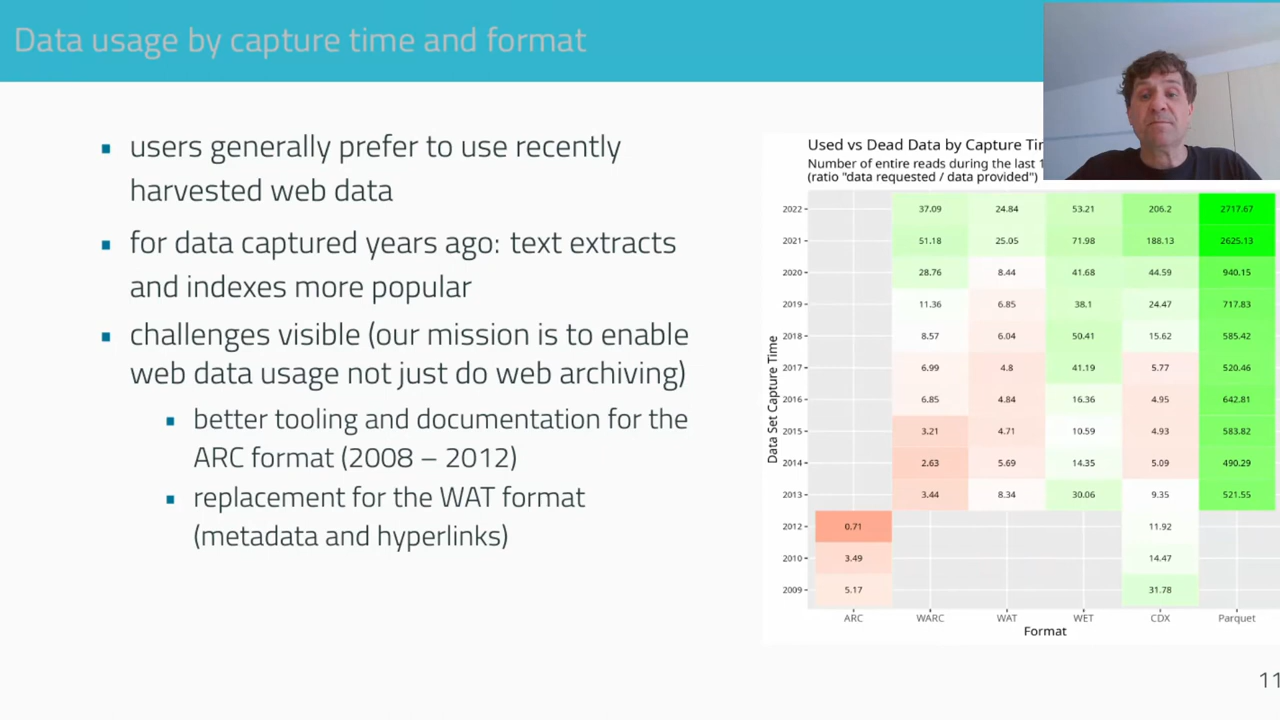 Data usage by capture time and format
▪ users generally prefer to use recently
harvested web data
▪ for data captured years ago: text extracts
and indexes more popular
▪ challenges visible (our mission is to enable
web data usage not just do web archiving)
▪ better tooling and documentation for the
ARC format (2008 – 2012)
▪ replacement for the WAT format
(metadata and hyperlinks)
Used vs Dead Data by Capture
Number of entire reads during the last
(ratio "data requested / data provided")
Data Set Capture Time
2022 37.09 24.84 53.21 206.2 2717.67
2021 51.18 25.05 71.98 188.13 2625.13
2020 28.76 8.44 41.68 44.59 940.15
2019 11.36 6.85 38.1 24.47 717.83
2018 8.57 6.04 50.41 15.62 585.42
2017 6.99 4.8 41.19 5.77 520.46
2016 6.85 4.84 16.36 4.95 642.81
2015 3.21 4.71 10.59 4.93 583.82
2014 2.63 5.69 14.35 5.09 490.29
2013 3.44 8.34 30.06 9.35 521.55
2012 0.71 11.92
2010 3.49 14.47
2009 5.17 31.78
ARC WARC WAT WET CDX Parquet
Format
11